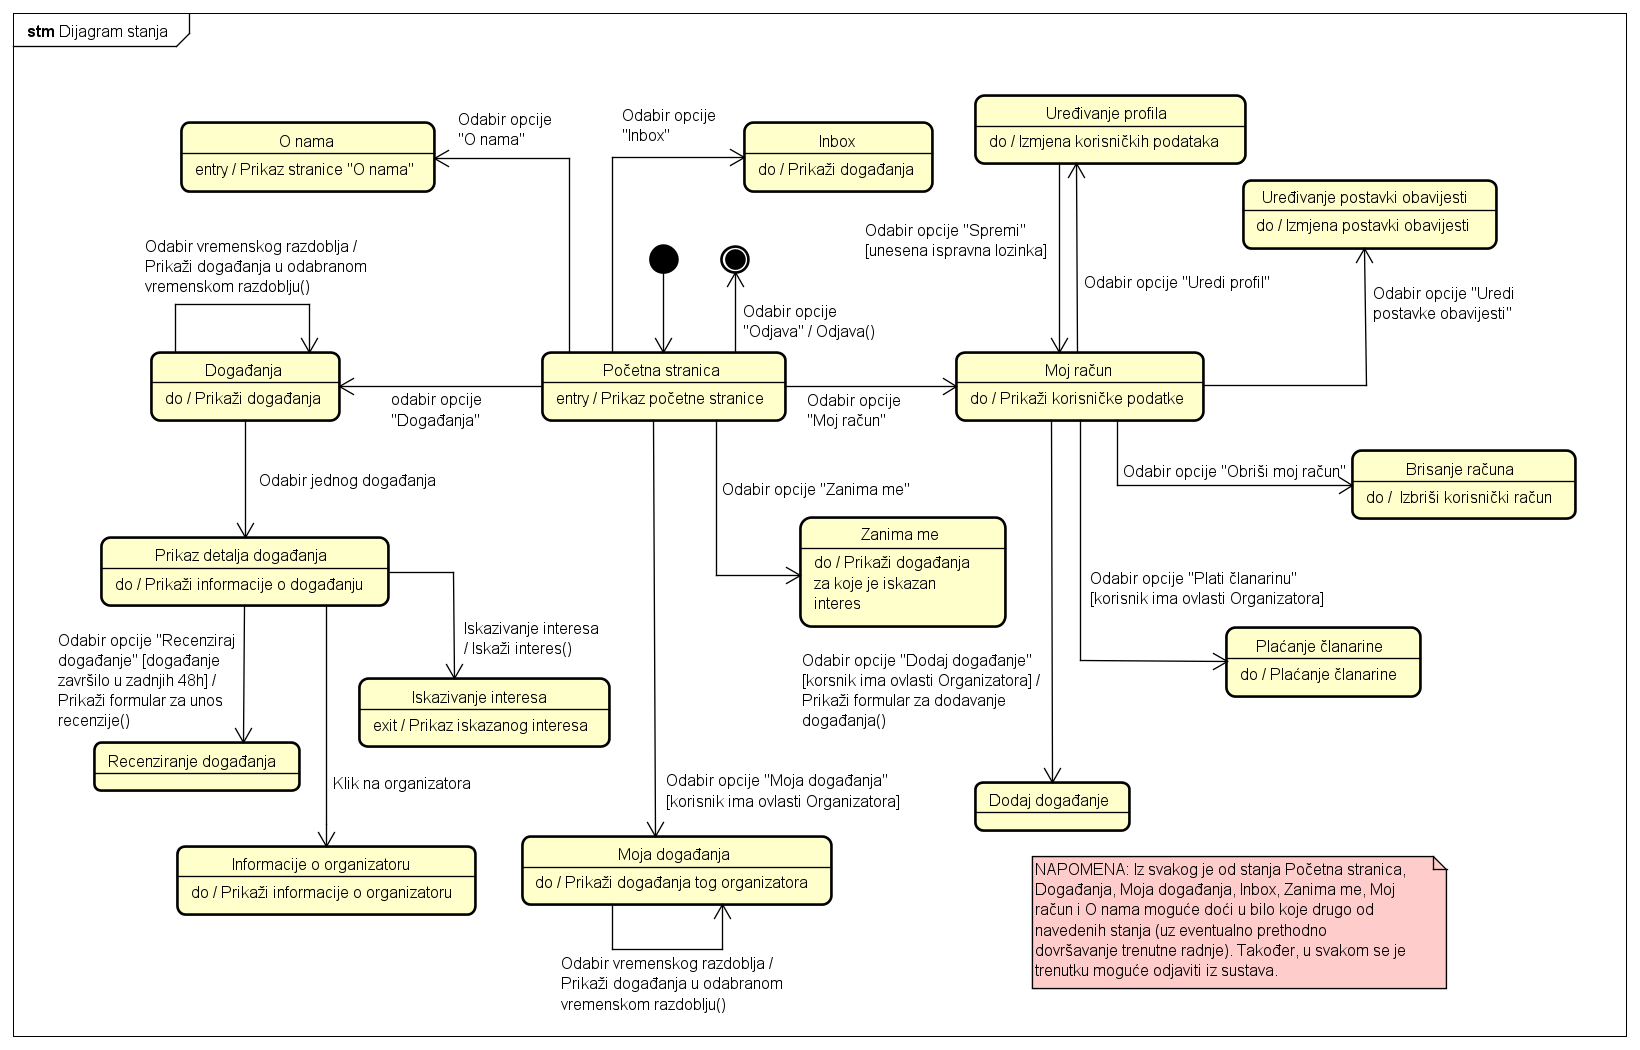 stm Dijagram stanja
O nama
entry / Prikaz stranice "O nama"
Odabir opcije
"O nama"
Odabir opcije
"Inbox"
Inbox
do / Prikaži događanja
Uređivanje profila
do / Izmjena korisničkih podataka
Uređivanje postavki obavijesti
do / Izmjena postavki obavijesti
Odabir vremenskog razdoblja /
Prikaži događanja u odabranom
vremenskom razdoblju()
Odabir opcije "Spremi"
[unesena ispravna lozinka]
Odabir opcije "Uredi profil"
Odabir opcije "Uredi
postavke obavijesti"
Odabir opcije
"Odjava" / Odjava()
Događanja
do / Prikaži događanja
odabir opcije
"Događanja"
Početna stranica
entry / Prikaz početne stranice
Odabir opcije
"Moj račun"
Moj račun
do / Prikaži korisničke podatke
Odabir jednog događanja
Odabir opcije "Zanima me"
Odabir opcije "Obriši moj račun"
Brisanje računa
do /  Izbriši korisnički račun
Prikaz detalja događanja
do / Prikaži informacije o događanju
Zanima me
do / Prikaži događanja
za koje je iskazan
interes
Odabir opcije "Plati članarinu"
[korisnik ima ovlasti Organizatora]
Plaćanje članarine
do / Plaćanje članarine
Odabir opcije "Recenziraj
događanje" [događanje
završilo u zadnjih 48h] /
Prikaži formular za unos
recenzije()
Iskazivanje interesa
/ Iskaži interes()
Iskazivanje interesa
exit / Prikaz iskazanog interesa
Odabir opcije "Dodaj događanje"
[korsnik ima ovlasti Organizatora] /
Prikaži formular za dodavanje
događanja()
Recenziranje događanja
Klik na organizatora
Odabir opcije "Moja događanja"
[korisnik ima ovlasti Organizatora]
Dodaj događanje
Informacije o organizatoru
do / Prikaži informacije o organizatoru
Moja događanja
do / Prikaži događanja tog organizatora
Odabir vremenskog razdoblja /
Prikaži događanja u odabranom
vremenskom razdoblju()
NAPOMENA: Iz svakog je od stanja Početna stranica,
Događanja, Moja događanja, Inbox, Zanima me, Moj
račun i O nama moguće doći u bilo koje drugo od
navedenih stanja (uz eventualno prethodno
dovršavanje trenutne radnje). Također, u svakom se je
trenutku moguće odjaviti iz sustava.